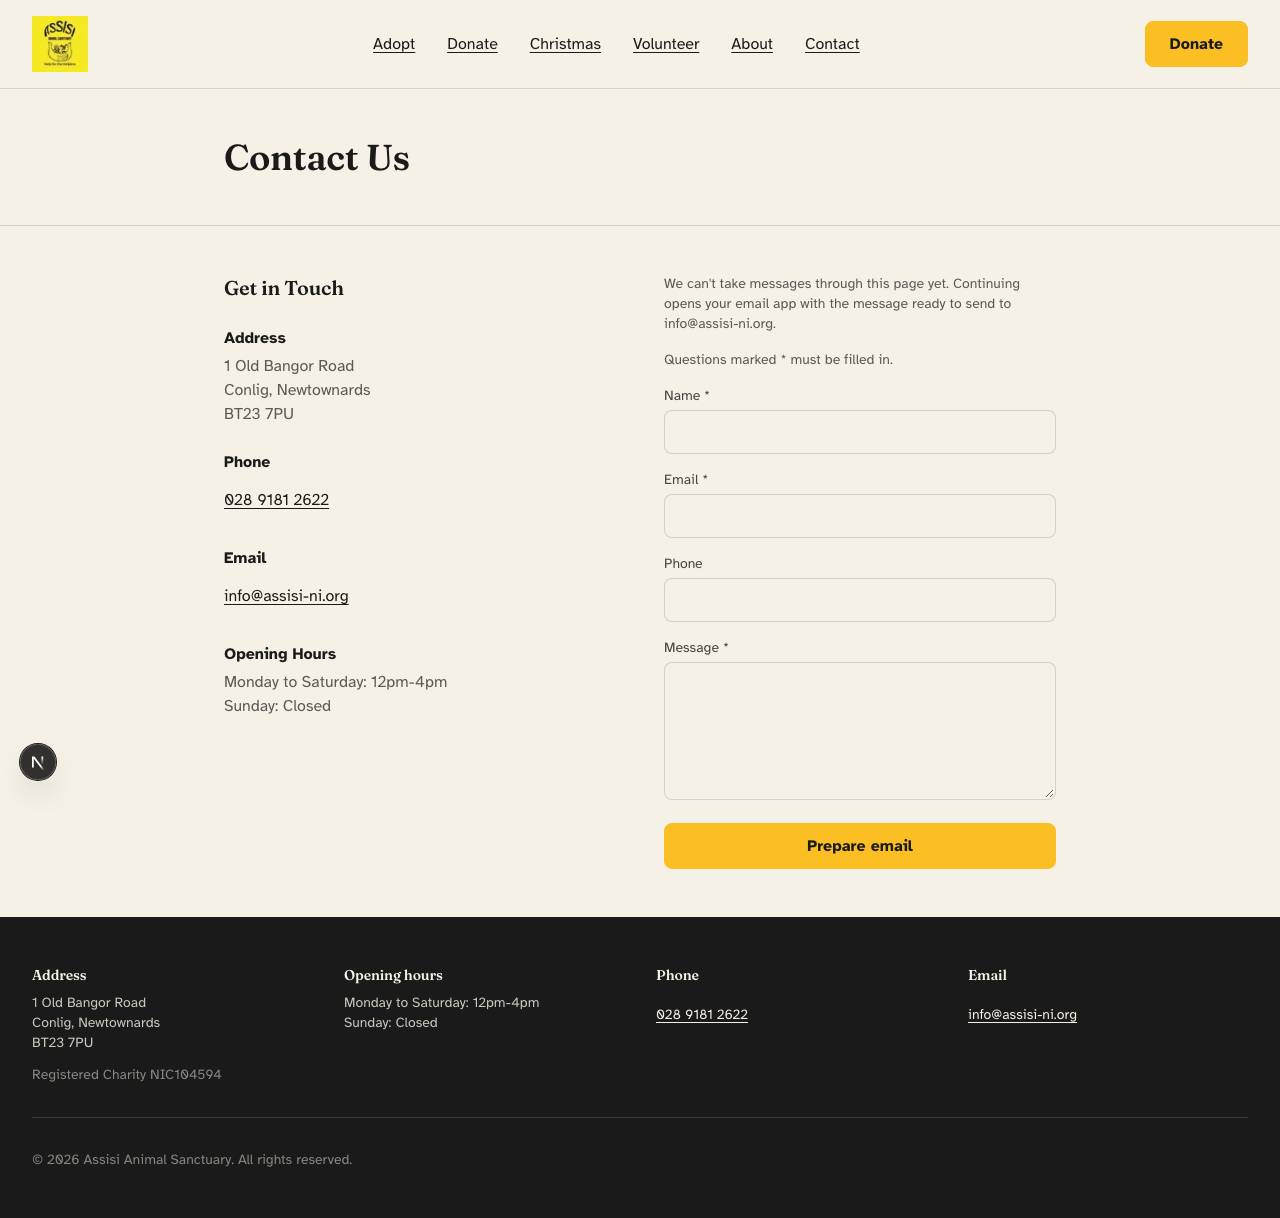 ASSISI
Adopt
Donate
Christmas
Volunteer
About
Contact
Donate
Contact Us
Get in Touch
Address
1 Old Bangor Road
Conlig, Newtownards
BT23 7PU
Phone
028 9181 2622
Email
info@assisi-ni.org
Opening Hours
Monday to Saturday: 12pm-4pm
Sunday: Closed
We can't take messages through this page yet. Continuing
opens your email app with the message ready to send to
info@assisi-ni.org.
Questions marked * must be filled in.
Name *
Email *
Phone
Message *
Prepare email
N
Address
1 Old Bangor Road
Conlig, Newtownards
BT23 7PU
Registered Charity NIC104594
Opening hours
Monday to Saturday: 12pm-4pm
Sunday: Closed
Phone
028 9181 2622
Email
info@assisi-ni.org
© 2026 Assisi Animal Sanctuary. All rights reserved.